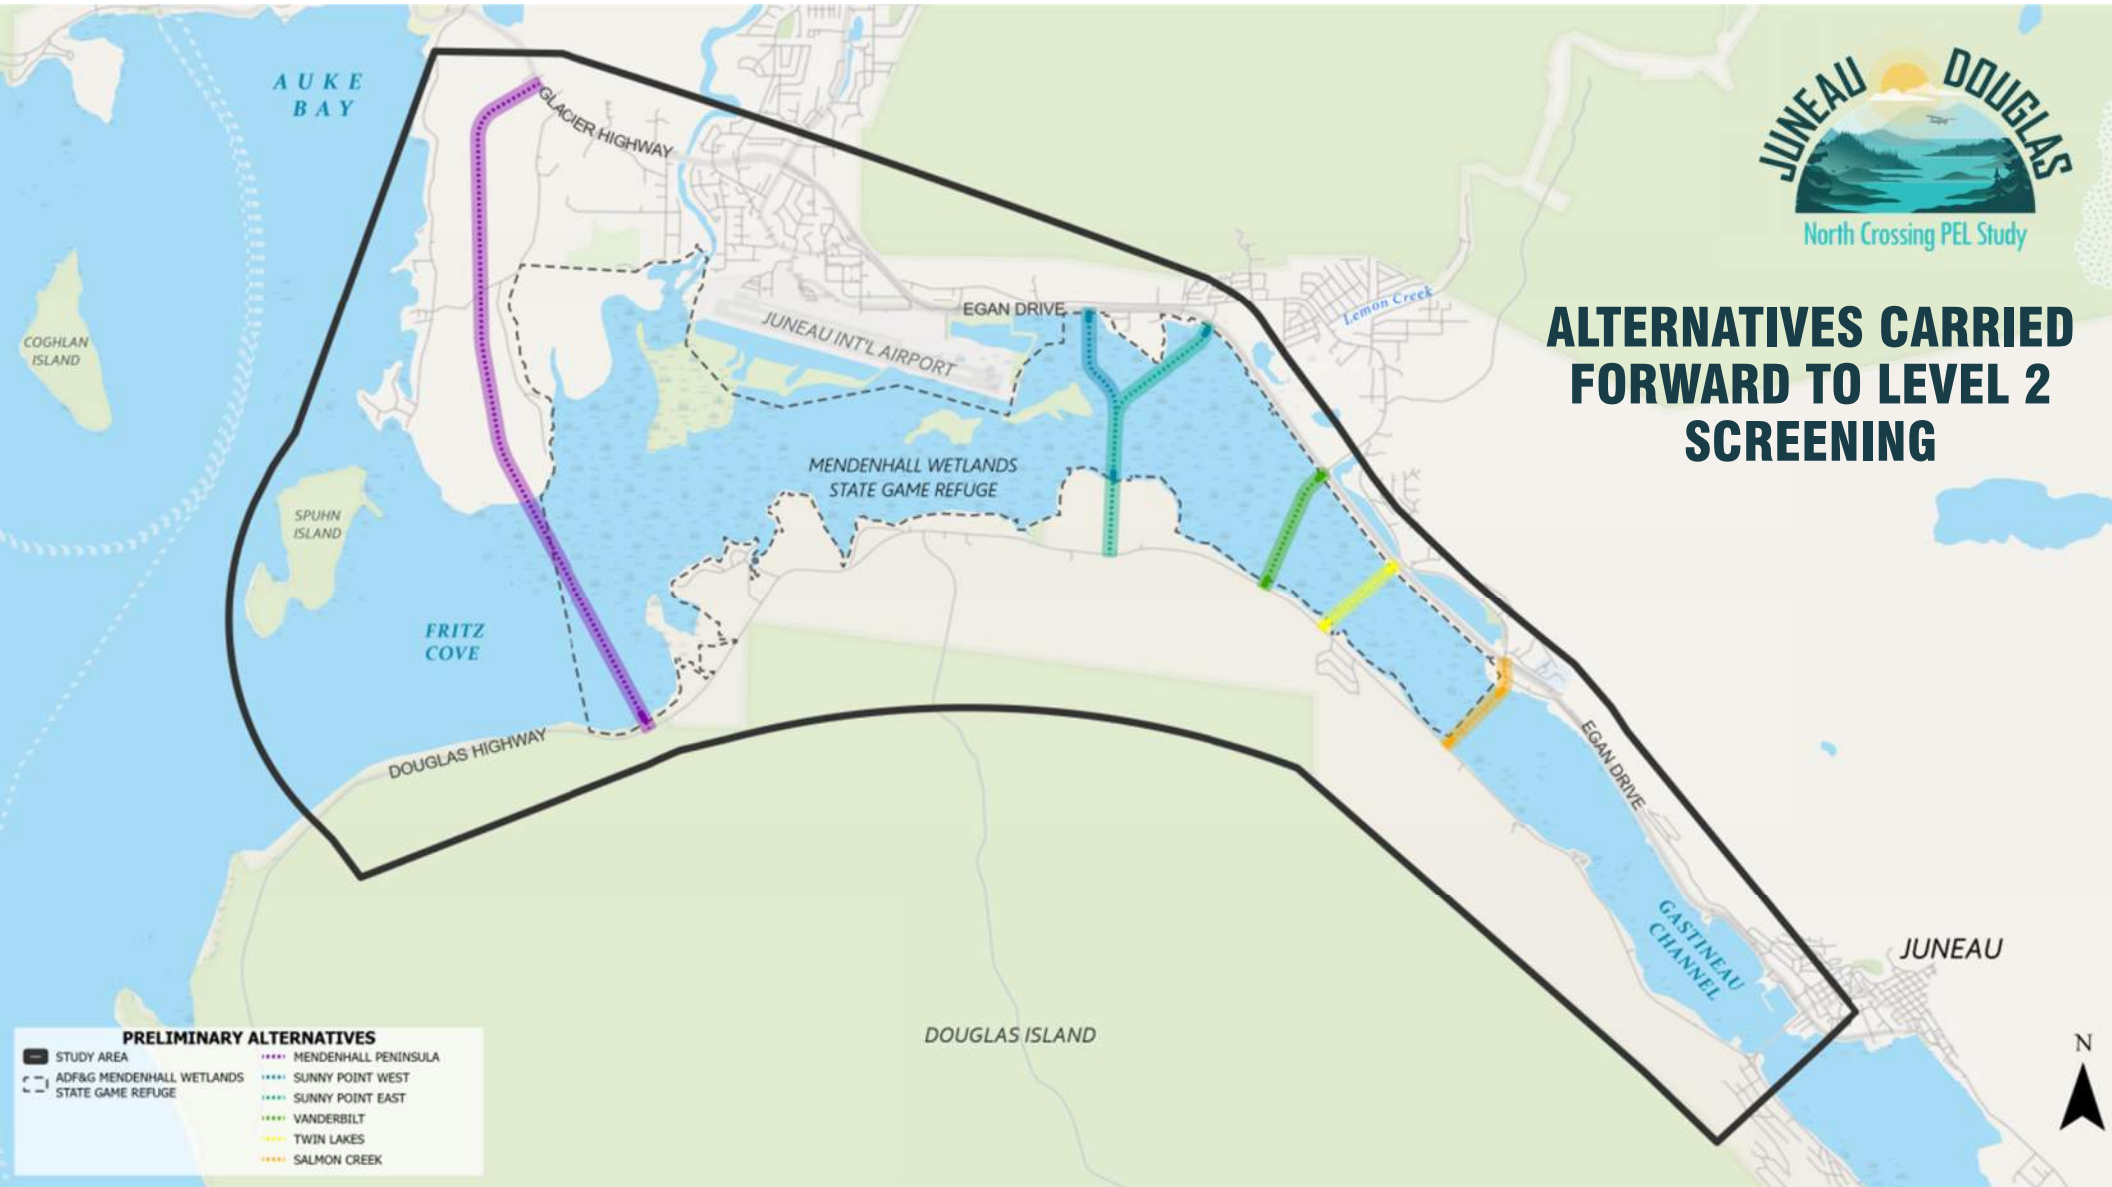 AUKE
BAY
COGHLAN
ISLAND
SPUHN
ISLAND
FRITZ
COVE
GLACIER HIGHWAY
JUNEAU INT'L AIRPORT
EGAN DRIVE
Lemon Creek
MENDENHALL WETLANDS
STATE GAME REFUGE
DOUGLAS HIGHWAY
EGAN DRIVE
GASTINEAU
CHANNEL
JUNEAU
DOUGLAS ISLAND
JUNEAU DOUGLAS
North Crossing PEL Study
ALTERNATIVES CARRIED
FORWARD TO LEVEL 2
SCREENING
N
PRELIMINARY ALTERNATIVES
STUDY AREA
ADF&G MENDENHALL WETLANDS
STATE GAME REFUGE
MENDENHALL PENINSULA
SUNNY POINT WEST
SUNNY POINT EAST
VANDERBILT
TWIN LAKES
SALMON CREEK